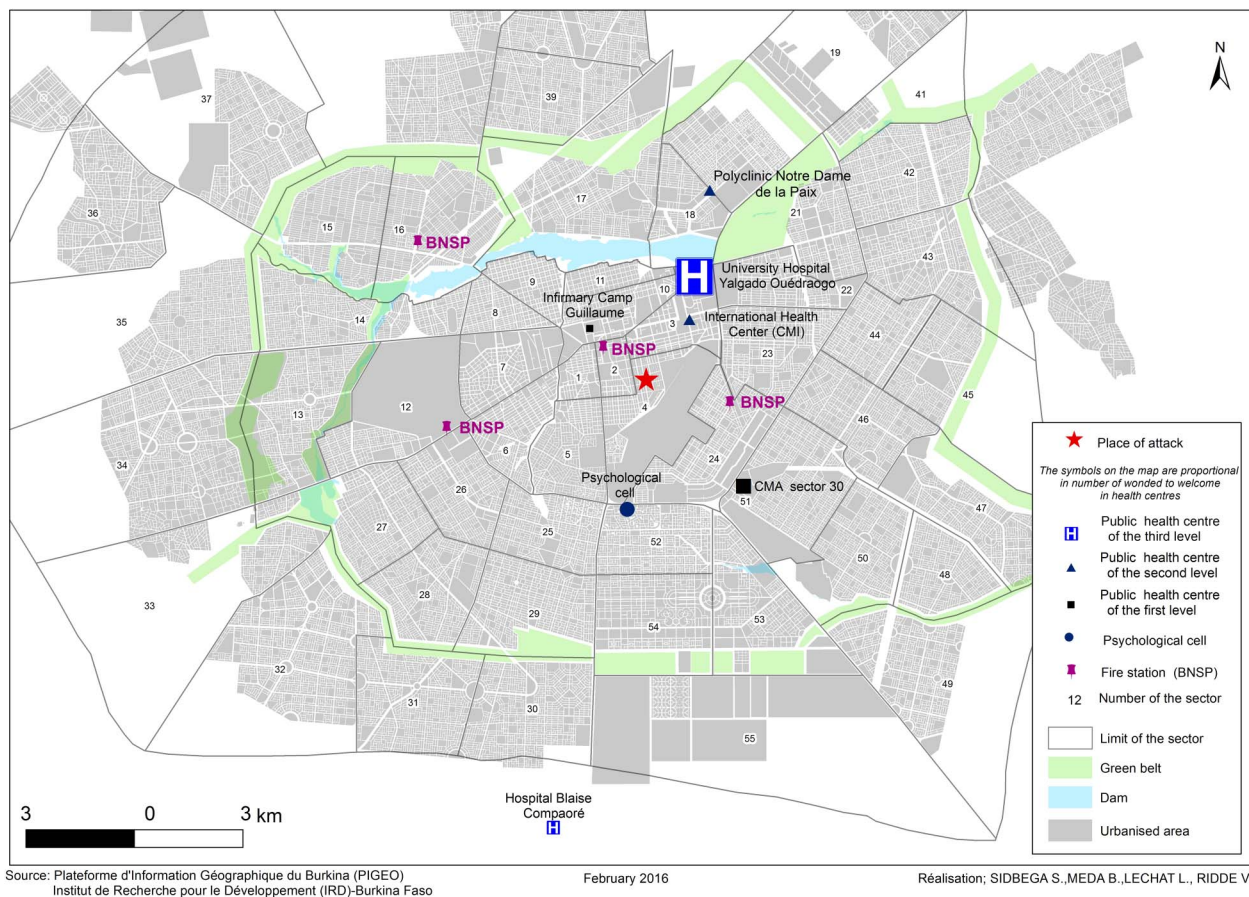 N
37
39
19
41
36
42
Polyclinic Notre Dame
de la Paix
17
18
21
15
16
BNSP
43
9
11
University Hospital
Yalgado Ouédraogo
10
H
22
Infirmary Camp
Guillaume
8
International Health
Center (CMI)
3
14
35
44
BNSP
23
7
1
2
4
45
12
BNSP
BNSP
13
46
34
6
5
24
Psychological
cell
CMA sector 30
26
51
27
25
52
47
50
48
33
28
29
54
53
32
49
31
30
55
Hospital Blaise
Compaoré
H
3 0 3 km
Place of attack
The symbols on the map are proportional
in number of wonded to welcome
in health centres
H
Public health centre
of the third level
Public health centre
of the second level
Public health centre
of the first level
Psychological cell
Fire station (BNSP)
12 Number of the sector
Limit of the sector
Green belt
Dam
Urbanised area
Source: Plateforme d'Information Géographique du Burkina (PIGEO)
Institut de Recherche pour le Développement (IRD)-Burkina Faso
February 2016
Réalisation; SIDBEGA S.,MEDA B.,LECHAT L., RIDDE V